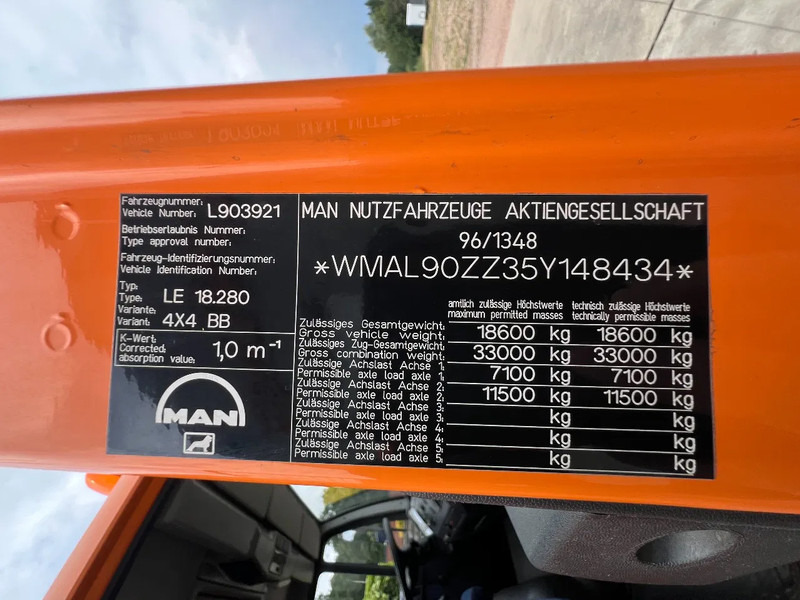 Fahrzeugnummer:
Vehicle Number: L903921
Betriebserlaubnis Nummer:
Type approval number:
Fahrzeug-Identifizierungsnummer:
Vehicle Identification Number:
Typ:
Type: LE 18.280
Variante:
Variant: 4X4 BB
K-Wert:
Corrected absorption value: 1,0 m⁻¹
MAN
MAN NUTZFAHRZEUGE AKTIENGESELLSCHAFT
96/1348
*WMAL90ZZ35Y148434*
amtlich zulässige Höchstwerte technisch zulässige Höchstwerte
maximum permitted masses technically permissible masses
Zulässiges Gesamtgewicht:
Gross vehicle weight: 18600 kg 18600 kg
Zulässiges Zug-Gesamtgewicht:
Gross combination weight: 33000 kg 33000 kg
Zulässige Achslast Achse 1:
Permissible axle load axle 1: 7100 kg 7100 kg
Zulässige Achslast Achse 2:
Permissible axle load axle 2: 11500 kg 11500 kg
Zulässige Achslast Achse 3:
Permissible axle load axle 3: kg kg
Zulässige Achslast Achse 4:
Permissible axle load axle 4: kg kg
Zulässige Achslast Achse 5:
Permissible axle load axle 5: kg kg